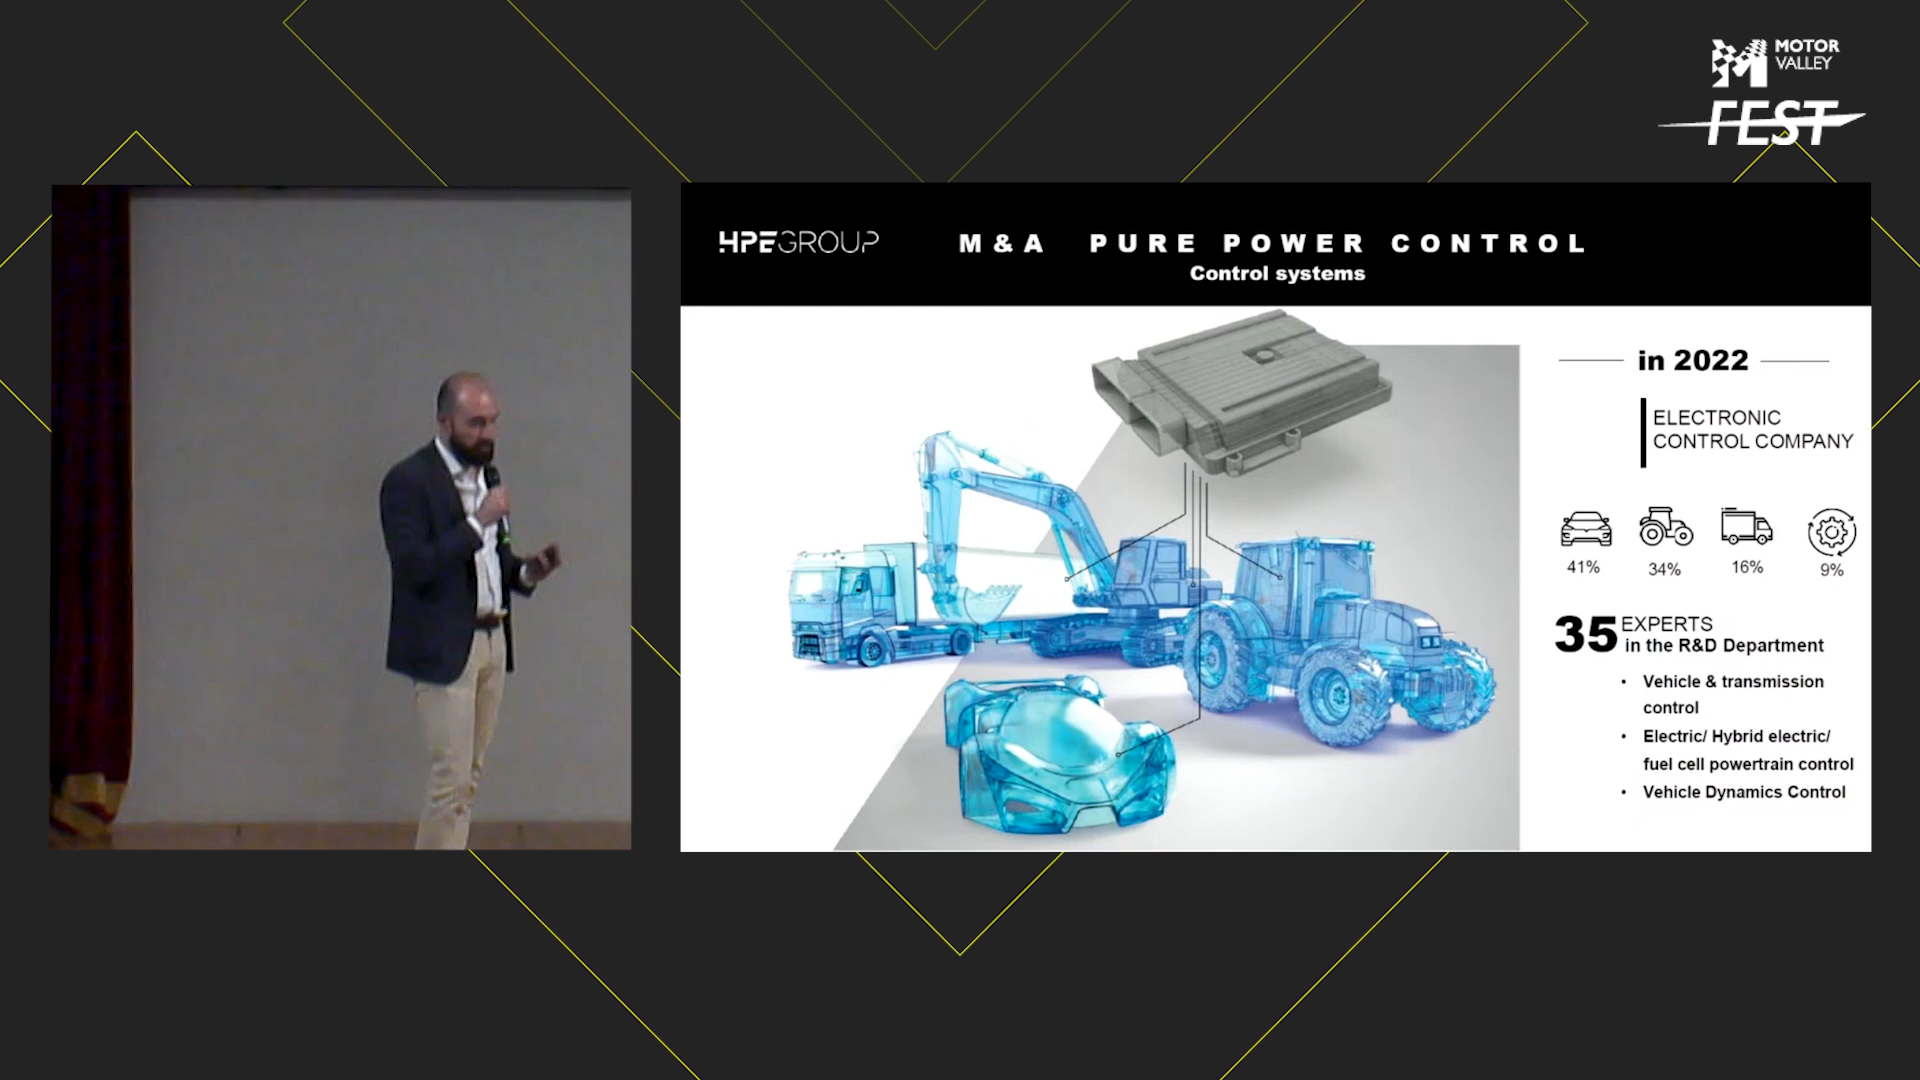 MOTOR
VALLEY
FEST
HPEGROUP
M&A PURE POWER CONTROL
Control systems
in 2022
ELECTRONIC
CONTROL COMPANY
41%
34%
16%
9%
35 EXPERTS
in the R&D Department
• Vehicle & transmission
control
• Electric/ Hybrid electric/
fuel cell powertrain control
• Vehicle Dynamics Control